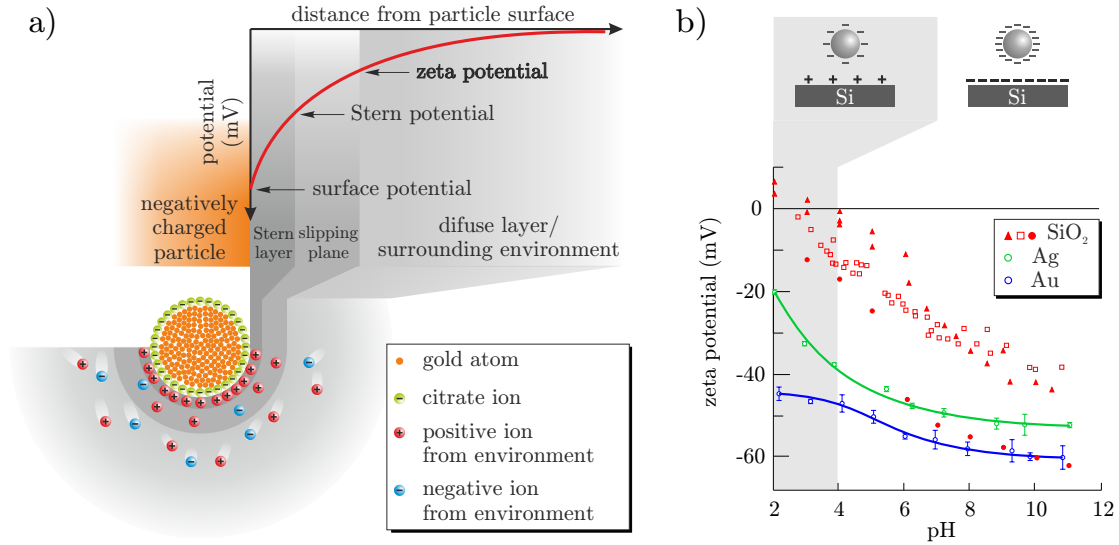 a)
distance from particle surface
potential
(mV)
zeta potential
Stern potential
surface potential
negatively
charged
particle
Stern
layer
slipping
plane
difuse layer/
surrounding environment
gold atom
citrate ion
positive ion
from environment
negative ion
from environment
b)
+ + + +
Si
Si
SiO2
Ag
Au
zeta potential (mV)
0
-20
-40
-60
2 4 6 8 10 12
pH